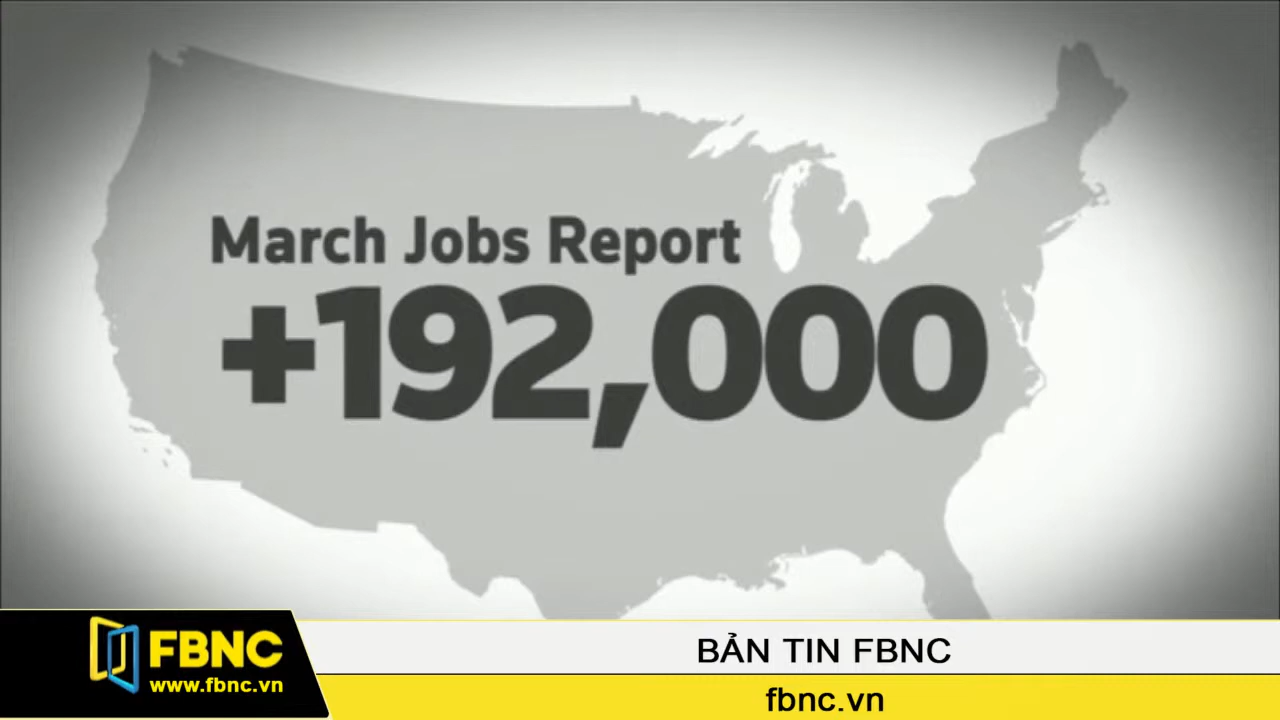 March Jobs Report
+192,000
FBNC
www.fbnc.vn
BẢN TIN FBNC
fbnc.vn